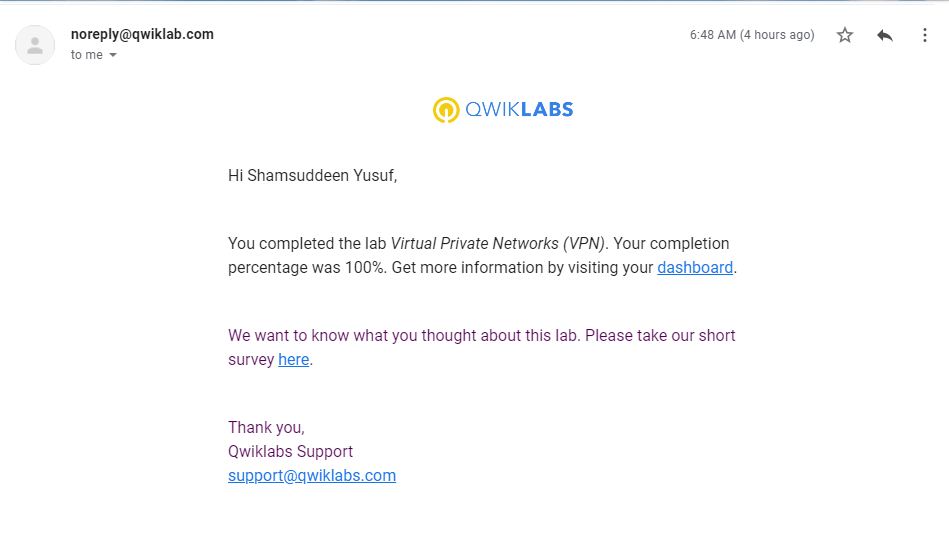 noreply@qwiklab.com
6:48 AM (4 hours ago)
to me
QWIKLABS
Hi Shamsuddeen Yusuf,
You completed the lab Virtual Private Networks (VPN). Your completion
percentage was 100%. Get more information by visiting your dashboard.
We want to know what you thought about this lab. Please take our short
survey here.
Thank you,
Qwiklabs Support
support@qwiklabs.com